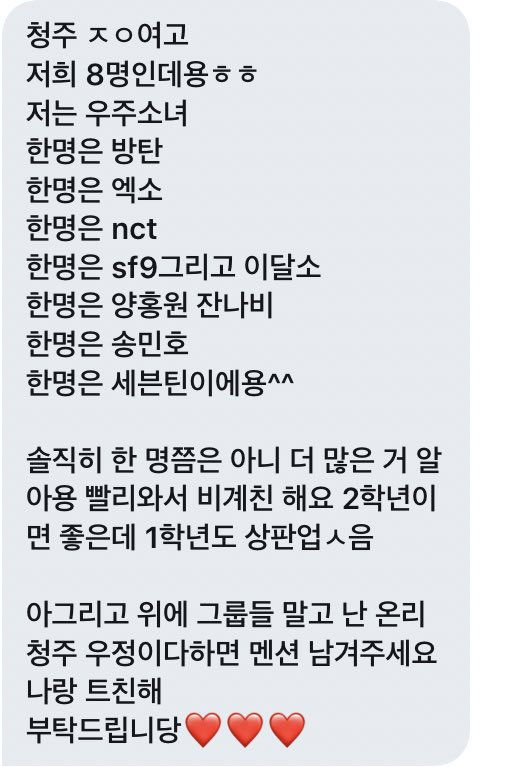 청주 ㅈㅇ여고
저희 8명인데용ㅎㅎ
저는 우주소녀
한명은 방탄
한명은 엑소
한명은 nct
한명은 sf9그리고 이달소
한명은 양홍원 잔나비
한명은 송민호
한명은 세븐틴이에용^^
솔직히 한 명쯤은 아니 더 많은 거 알
아용 빨리와서 비계친 해요 2학년이
면 좋은데 1학년도 상판업ㅅ음
아그리고 위에 그룹들 말고 난 온리
청주 우정이다하면 멘션 남겨주세요
나랑 트친해
부탁드립니당❤️❤️❤️